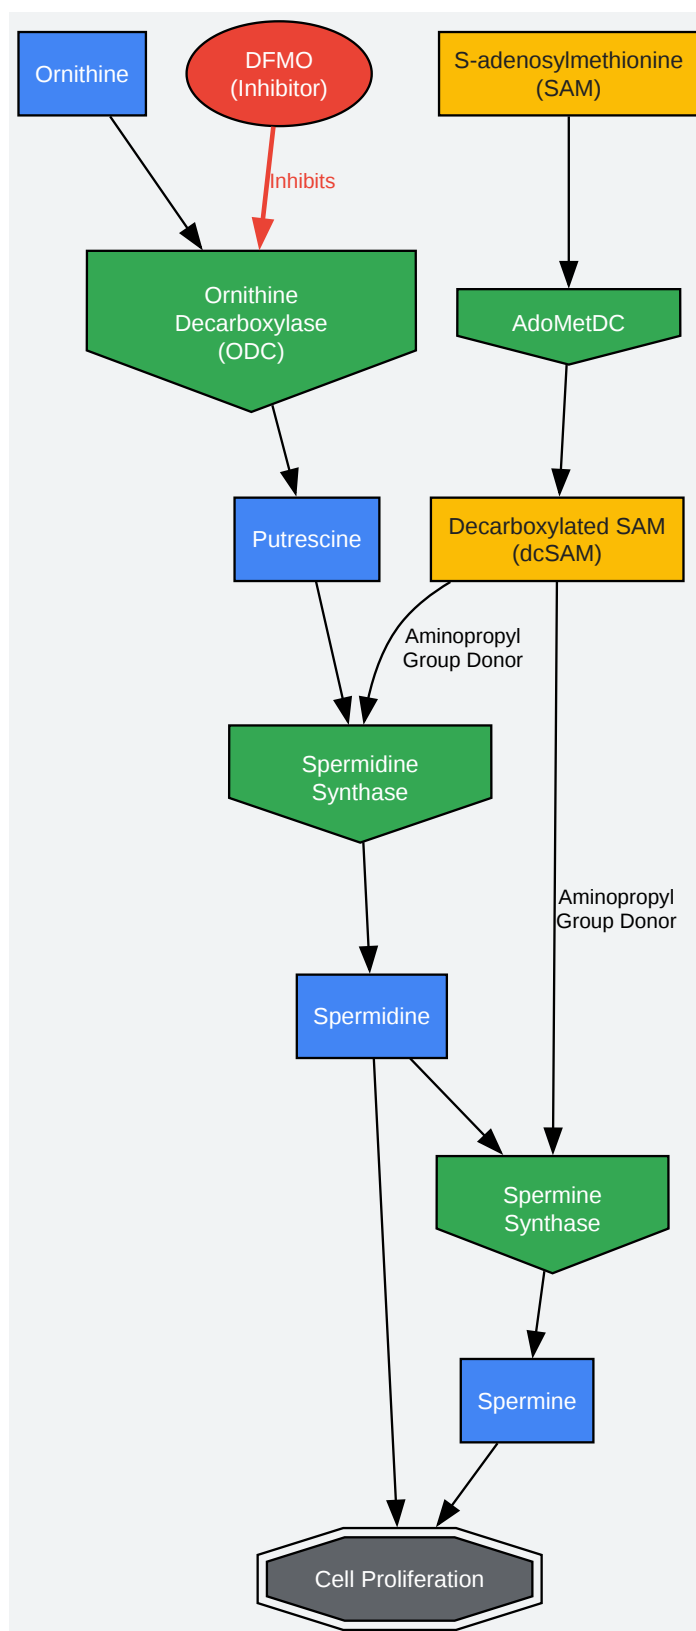 Ornithine
DFMO
(Inhibitor)
S-adenosylmethionine
(SAM)
Inhibits
Ornithine
Decarboxylase
(ODC)
AdoMetDC
Putrescine
Decarboxylated SAM
(dcSAM)
Aminopropyl
Group Donor
Spermidine
Synthase
Aminopropyl
Group Donor
Spermidine
Spermine
Synthase
Spermine
Cell Proliferation